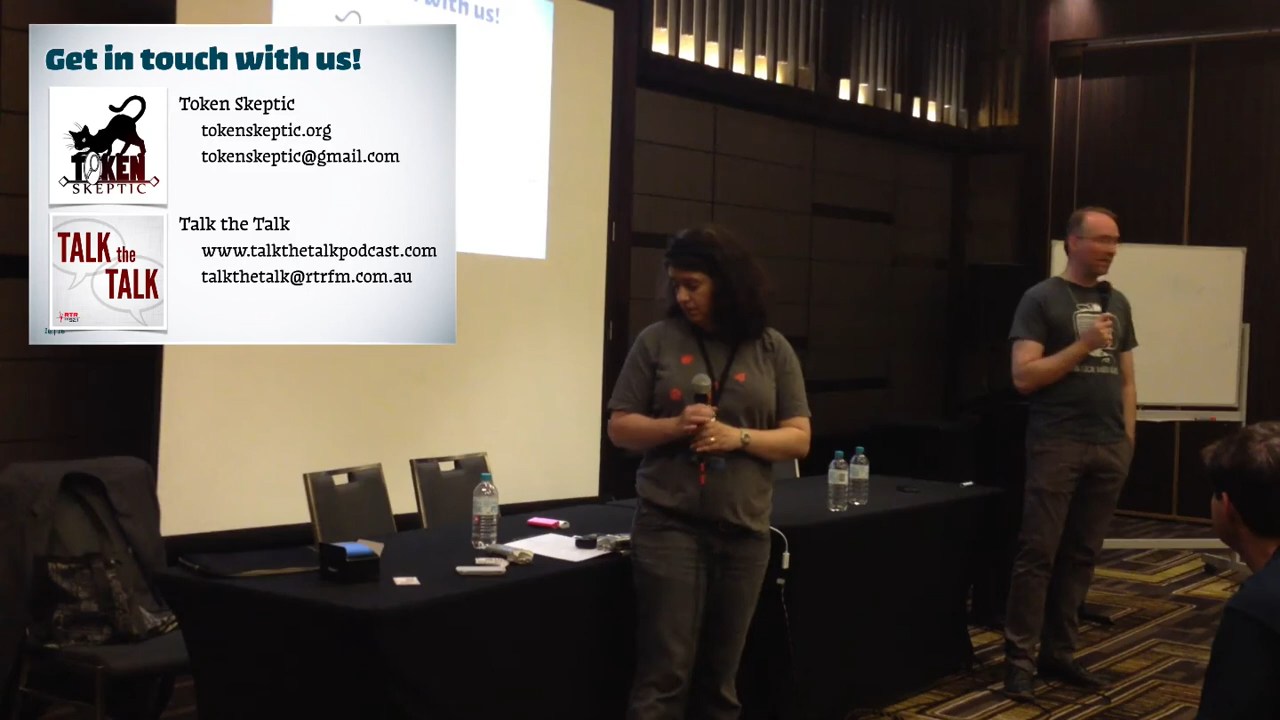 with us!
Get in touch with us!
Token Skeptic
tokenskeptic.org
tokenskeptic@gmail.com
TOKEN
SKEPTIC
Talk the Talk
www.talkthetalkpodcast.com
talkthetalk@rtrfm.com.au
TALK the
TALK
RTR